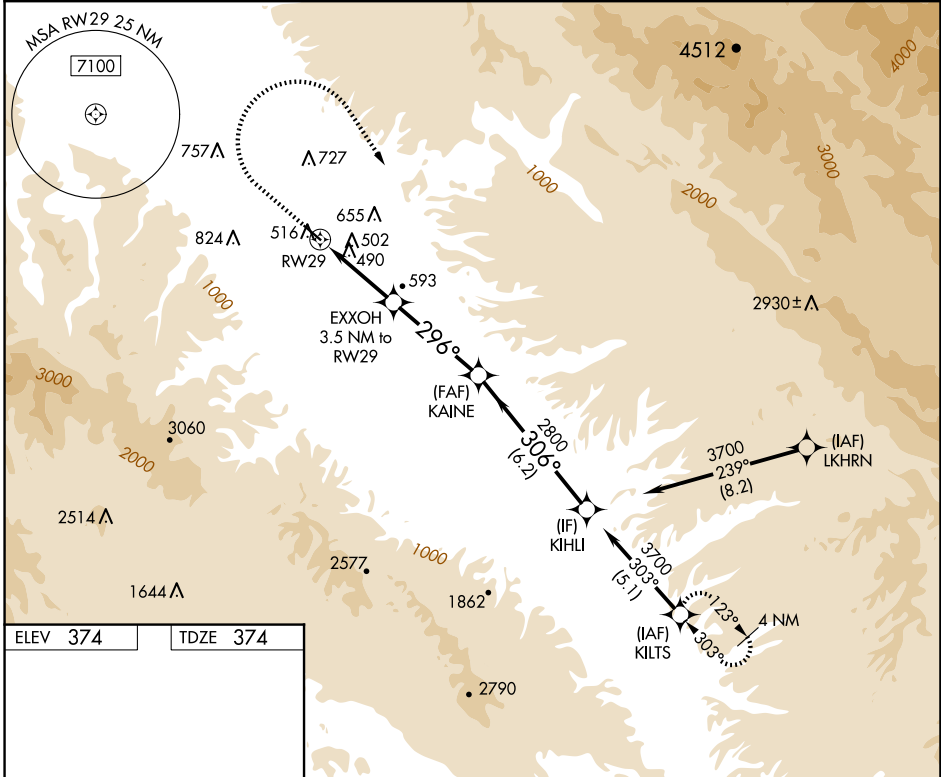 MSA RW29 25 NM
7100
4512
4000
3000
2000
1000
757
727
655
824
516
502
490
RW29
593
1000
EXXOH
3.5 NM to
RW29
296°
2930±
(FAF)
KAINE
3000
3060
2000
2800
306°
(6.2)
3700
239°
(8.2)
(IAF)
LKHRN
2514
(IF)
KIHLI
1000
2577
1644
1862
3700
303°
(5.1)
(IAF)
KILTS
123°
303°
4 NM
2790
ELEV 374
TDZE 374